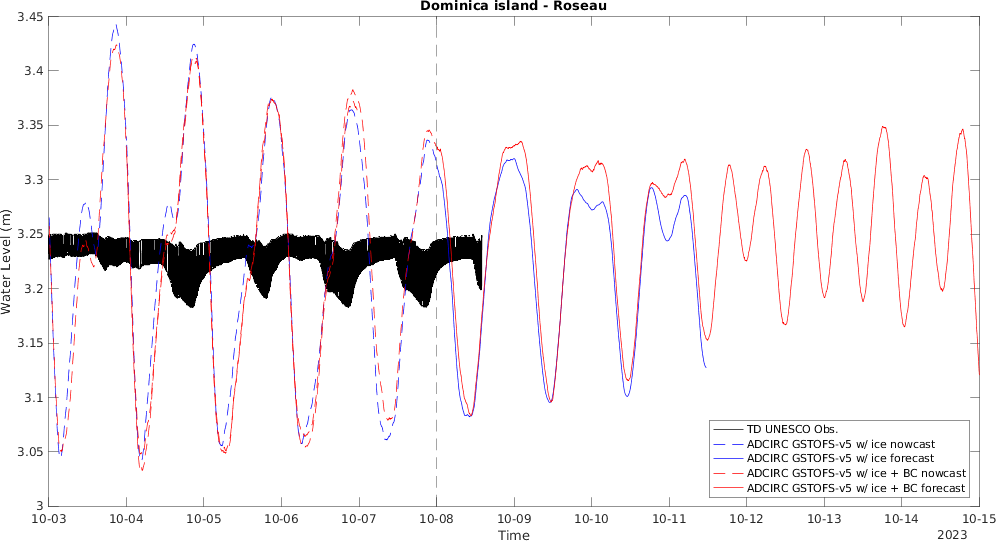 Dominica island - Roseau
3.45
3.4
3.35
3.3
3.25
3.2
3.15
3.1
3.05
3
Water Level (m)
10-03 10-04 10-05 10-06 10-07 10-08 10-09 10-10 10-11 10-12 10-13 10-14 10-15
Time
2023
TD UNESCO Obs.
ADCIRC GSTOFS-v5 w/ ice nowcast
ADCIRC GSTOFS-v5 w/ ice forecast
ADCIRC GSTOFS-v5 w/ ice + BC nowcast
ADCIRC GSTOFS-v5 w/ ice + BC forecast